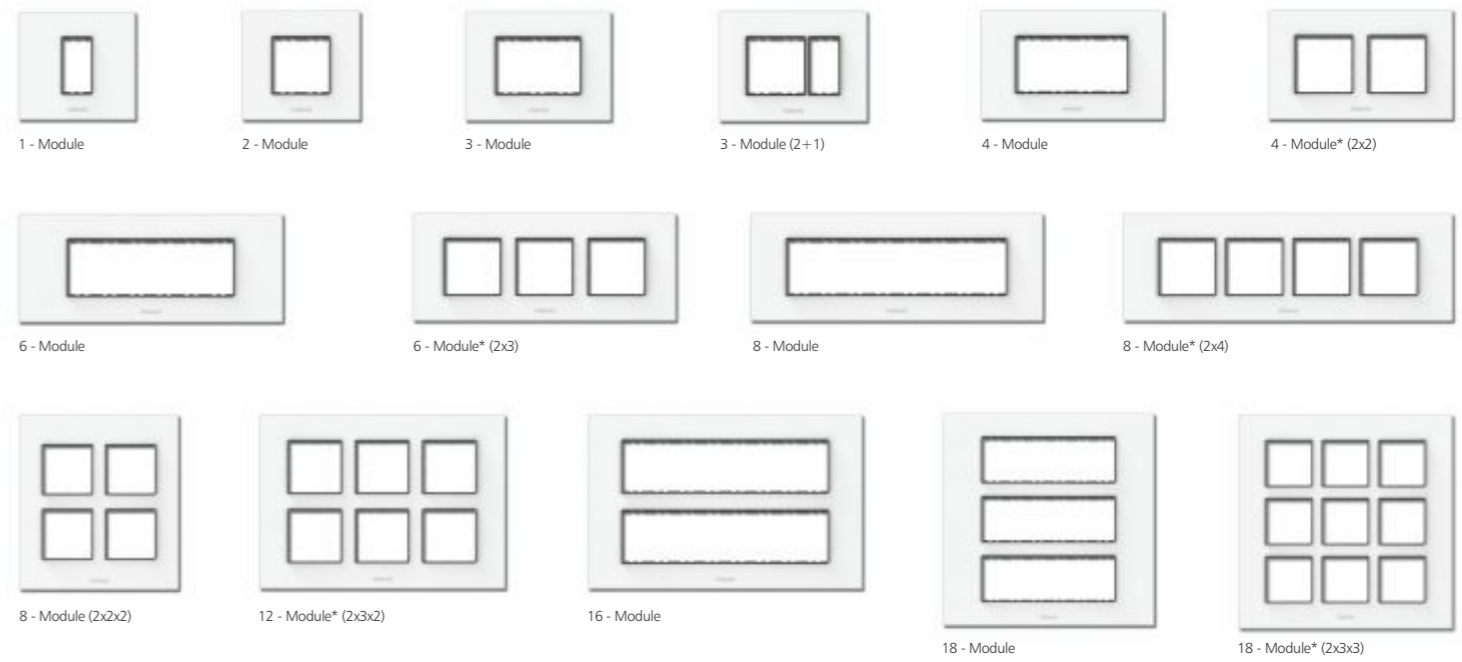 1 - Module
2 - Module
3 - Module
3 - Module (2+1)
4 - Module
4 - Module* (2x2)
6 - Module
6 - Module* (2x3)
8 - Module
8 - Module* (2x4)
8 - Module (2x2x2)
12 - Module* (2x3x2)
16 - Module
18 - Module
18 - Module* (2x3x3)